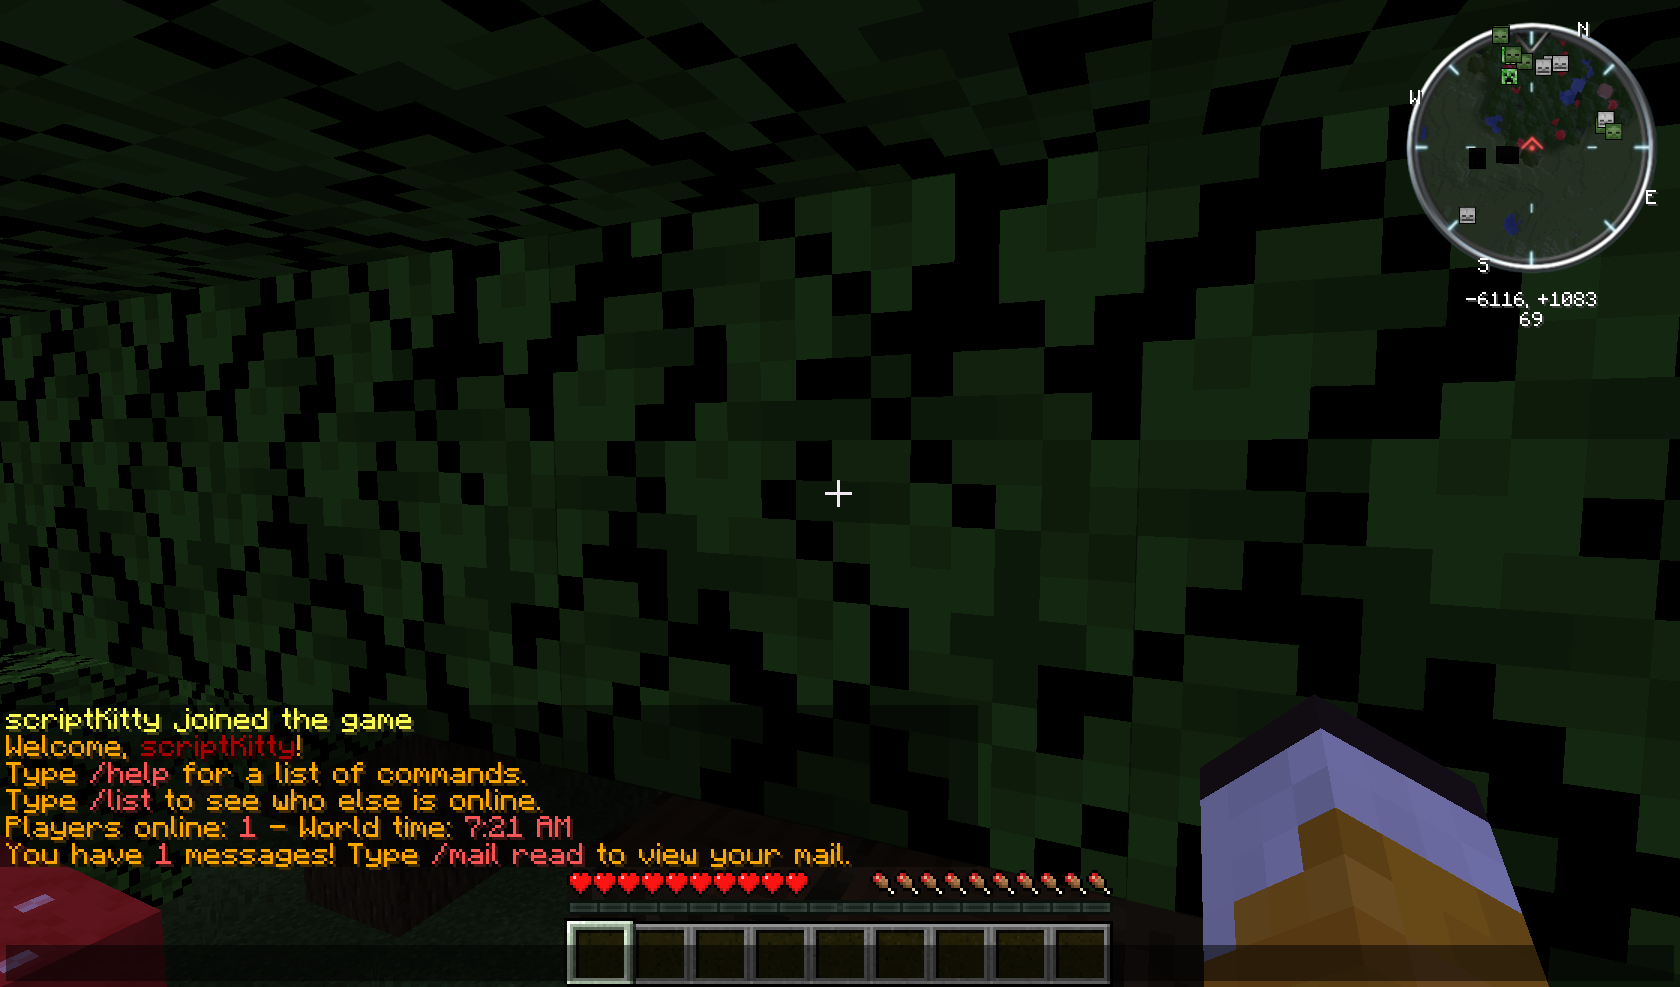 N
W
E
S
-6116, +1083
69
scriptKitty joined the game
Welcome, scriptKitty!
Type /help for a list of commands.
Type /list to see who else is online.
Players online: 1 - World time: 7:21 AM
You have 1 messages! Type /mail read to view your mail.